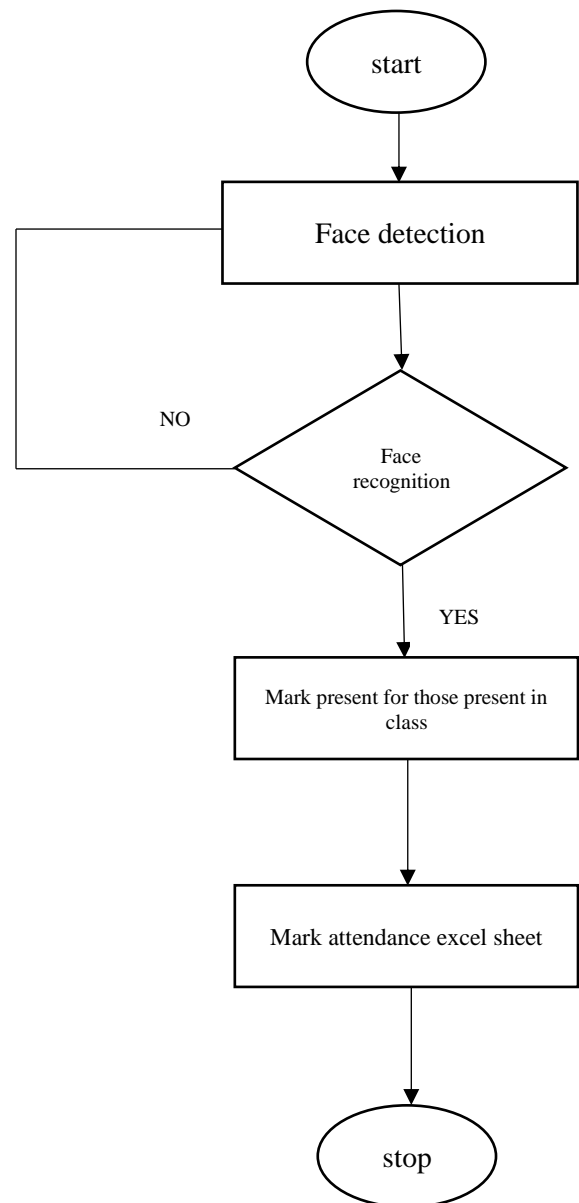 start
Face detection
NO
Face
recognition
YES
Mark present for those present in
class
Mark attendance excel sheet
stop